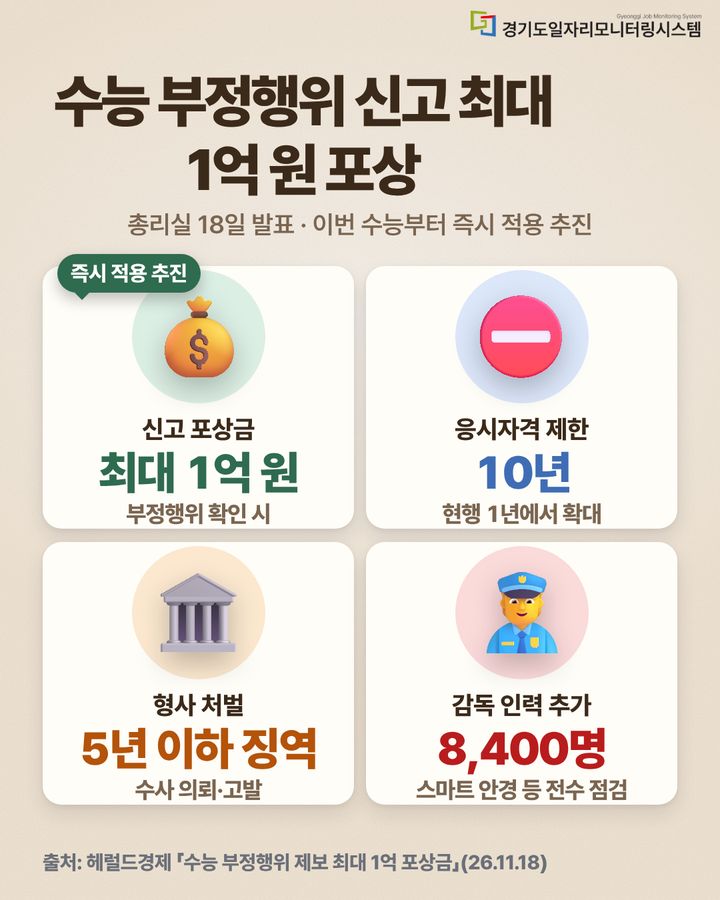 Gyeonggi Job Monitoring System
경기도일자리모니터링시스템
수능 부정행위 신고 최대
1억 원 포상
총리실 18일 발표 · 이번 수능부터 즉시 적용 추진
즉시 적용 추진
$
신고 포상금
최대 1억 원
부정행위 확인 시
응시자격 제한
10년
현행 1년에서 확대
형사 처벌
5년 이하 징역
수사 의뢰·고발
감독 인력 추가
8,400명
스마트 안경 등 전수 점검
출처: 헤럴드경제 「수능 부정행위 제보 최대 1억 포상금」(26.11.18)